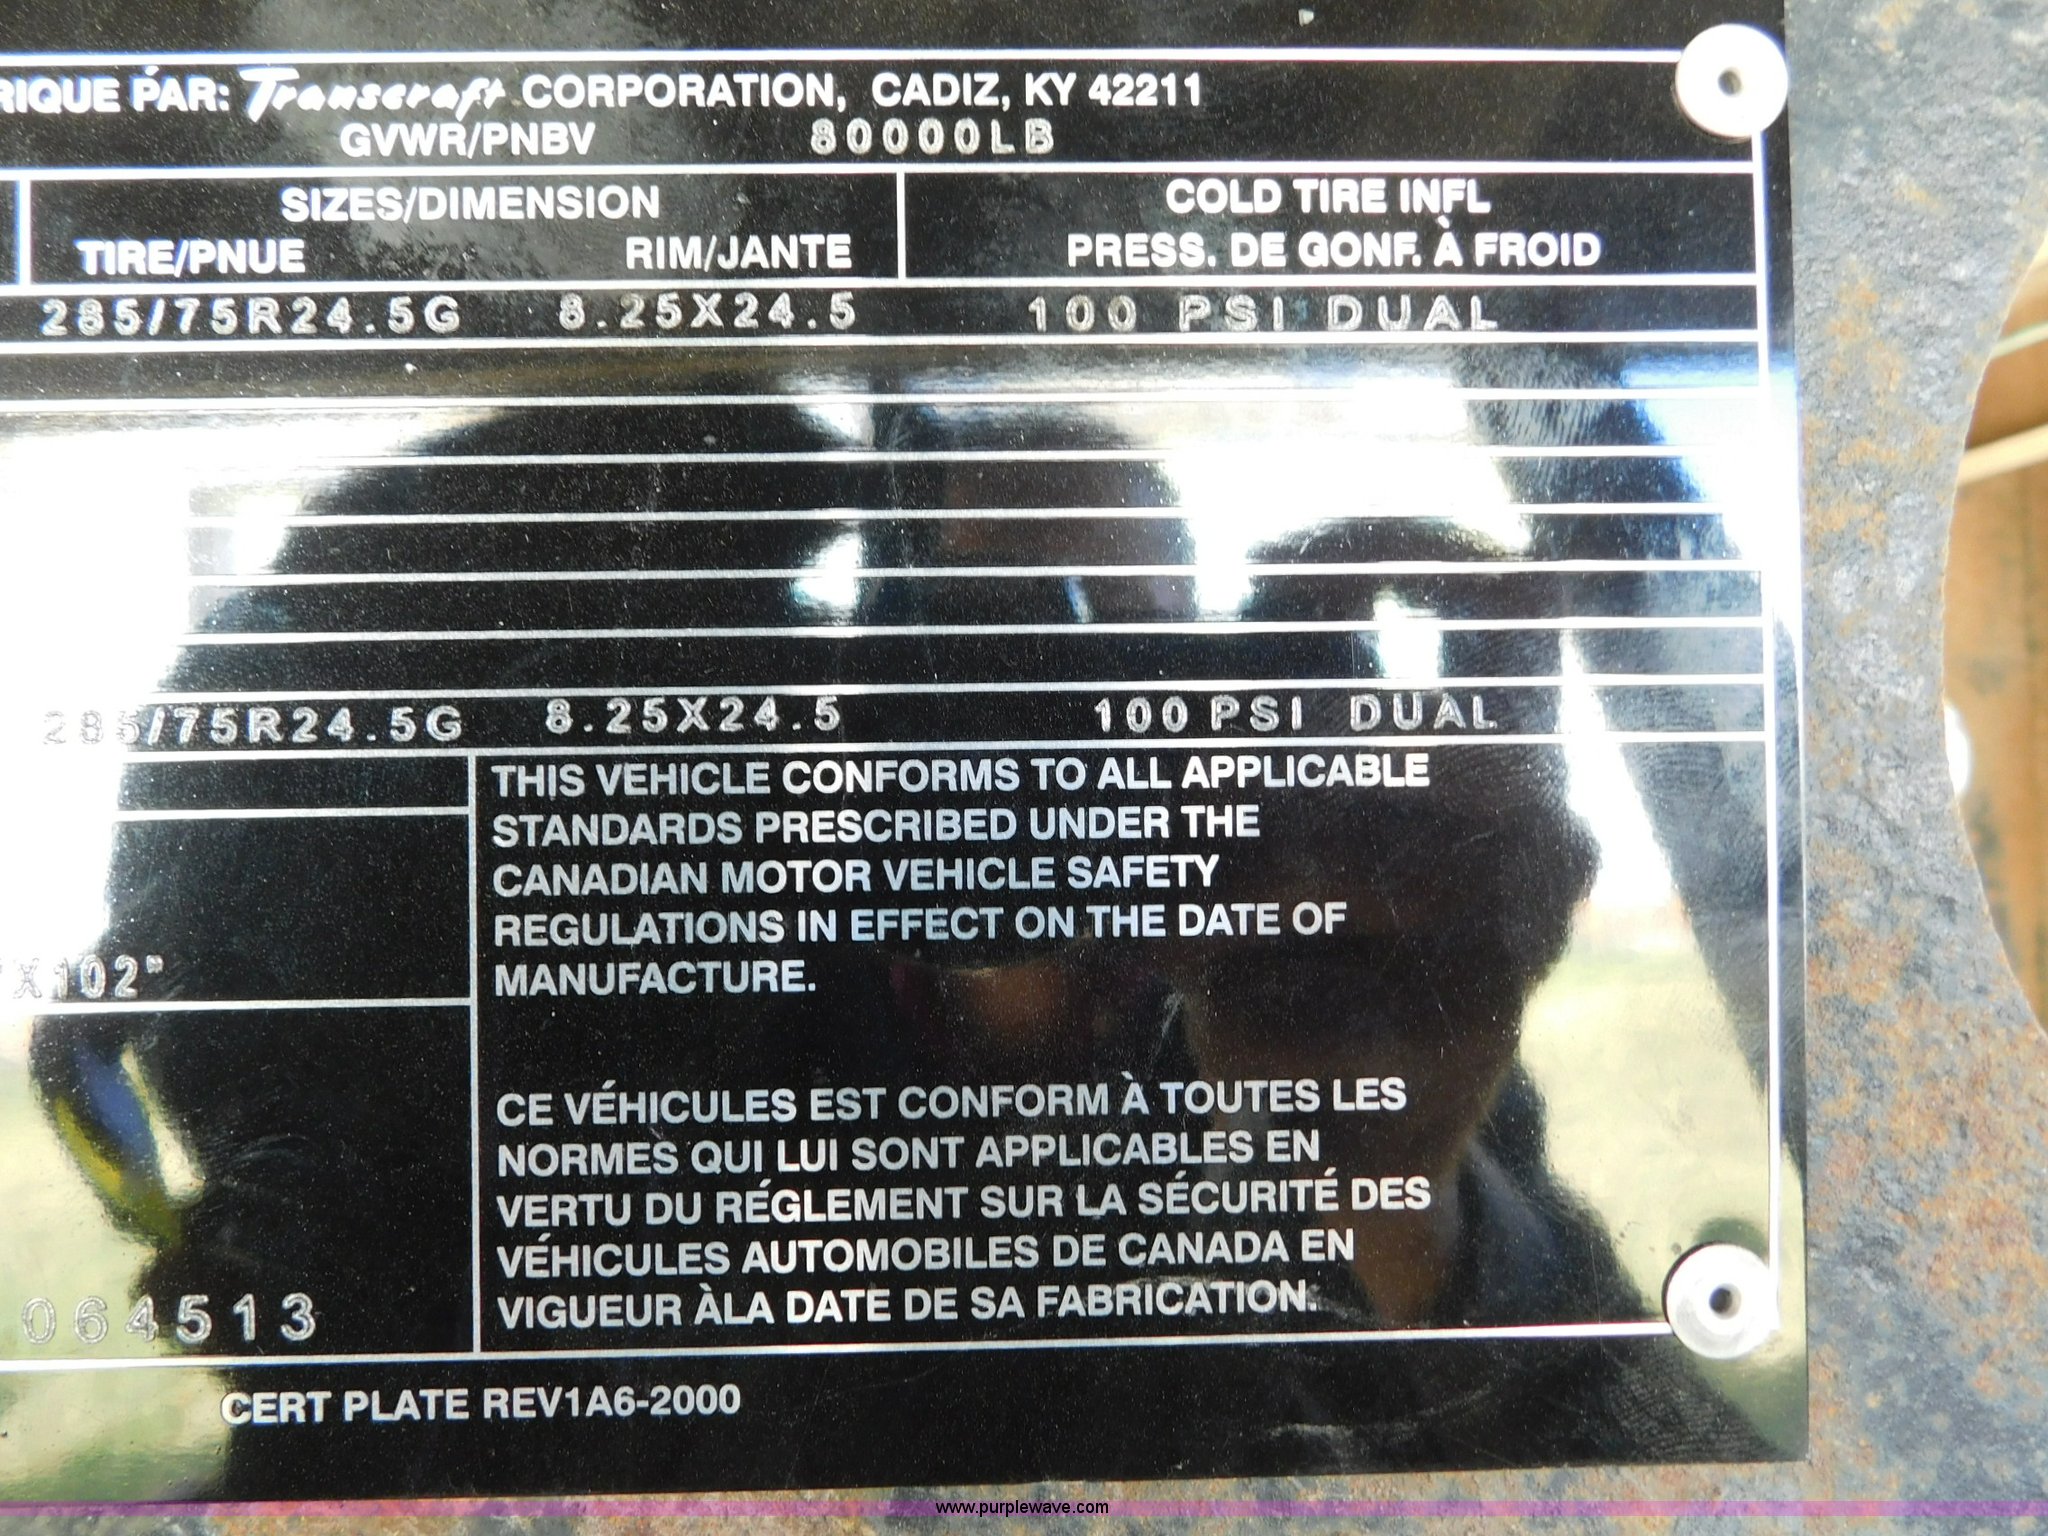 RIQUE PAR: Transcraft CORPORATION, CADIZ, KY 42211
GVWR/PNBV 80000LB
SIZES/DIMENSION
TIRE/PNUE RIM/JANTE
COLD TIRE INFL
PRESS. DE GONF. À FROID
285/75R24.5G 8.25X24.5 100 PSI DUAL
285/75R24.5G 8.25X24.5 100 PSI DUAL
X102"
064513
THIS VEHICLE CONFORMS TO ALL APPLICABLE
STANDARDS PRESCRIBED UNDER THE
CANADIAN MOTOR VEHICLE SAFETY
REGULATIONS IN EFFECT ON THE DATE OF
MANUFACTURE.
CE VÉHICULES EST CONFORM À TOUTES LES
NORMES QUI LUI SONT APPLICABLES EN
VERTU DU RÉGLEMENT SUR LA SÉCURITÉ DES
VÉHICULES AUTOMOBILES DE CANADA EN
VIGUEUR ÀLA DATE DE SA FABRICATION.
CERT PLATE REV1A6-2000
www.purplewave.com